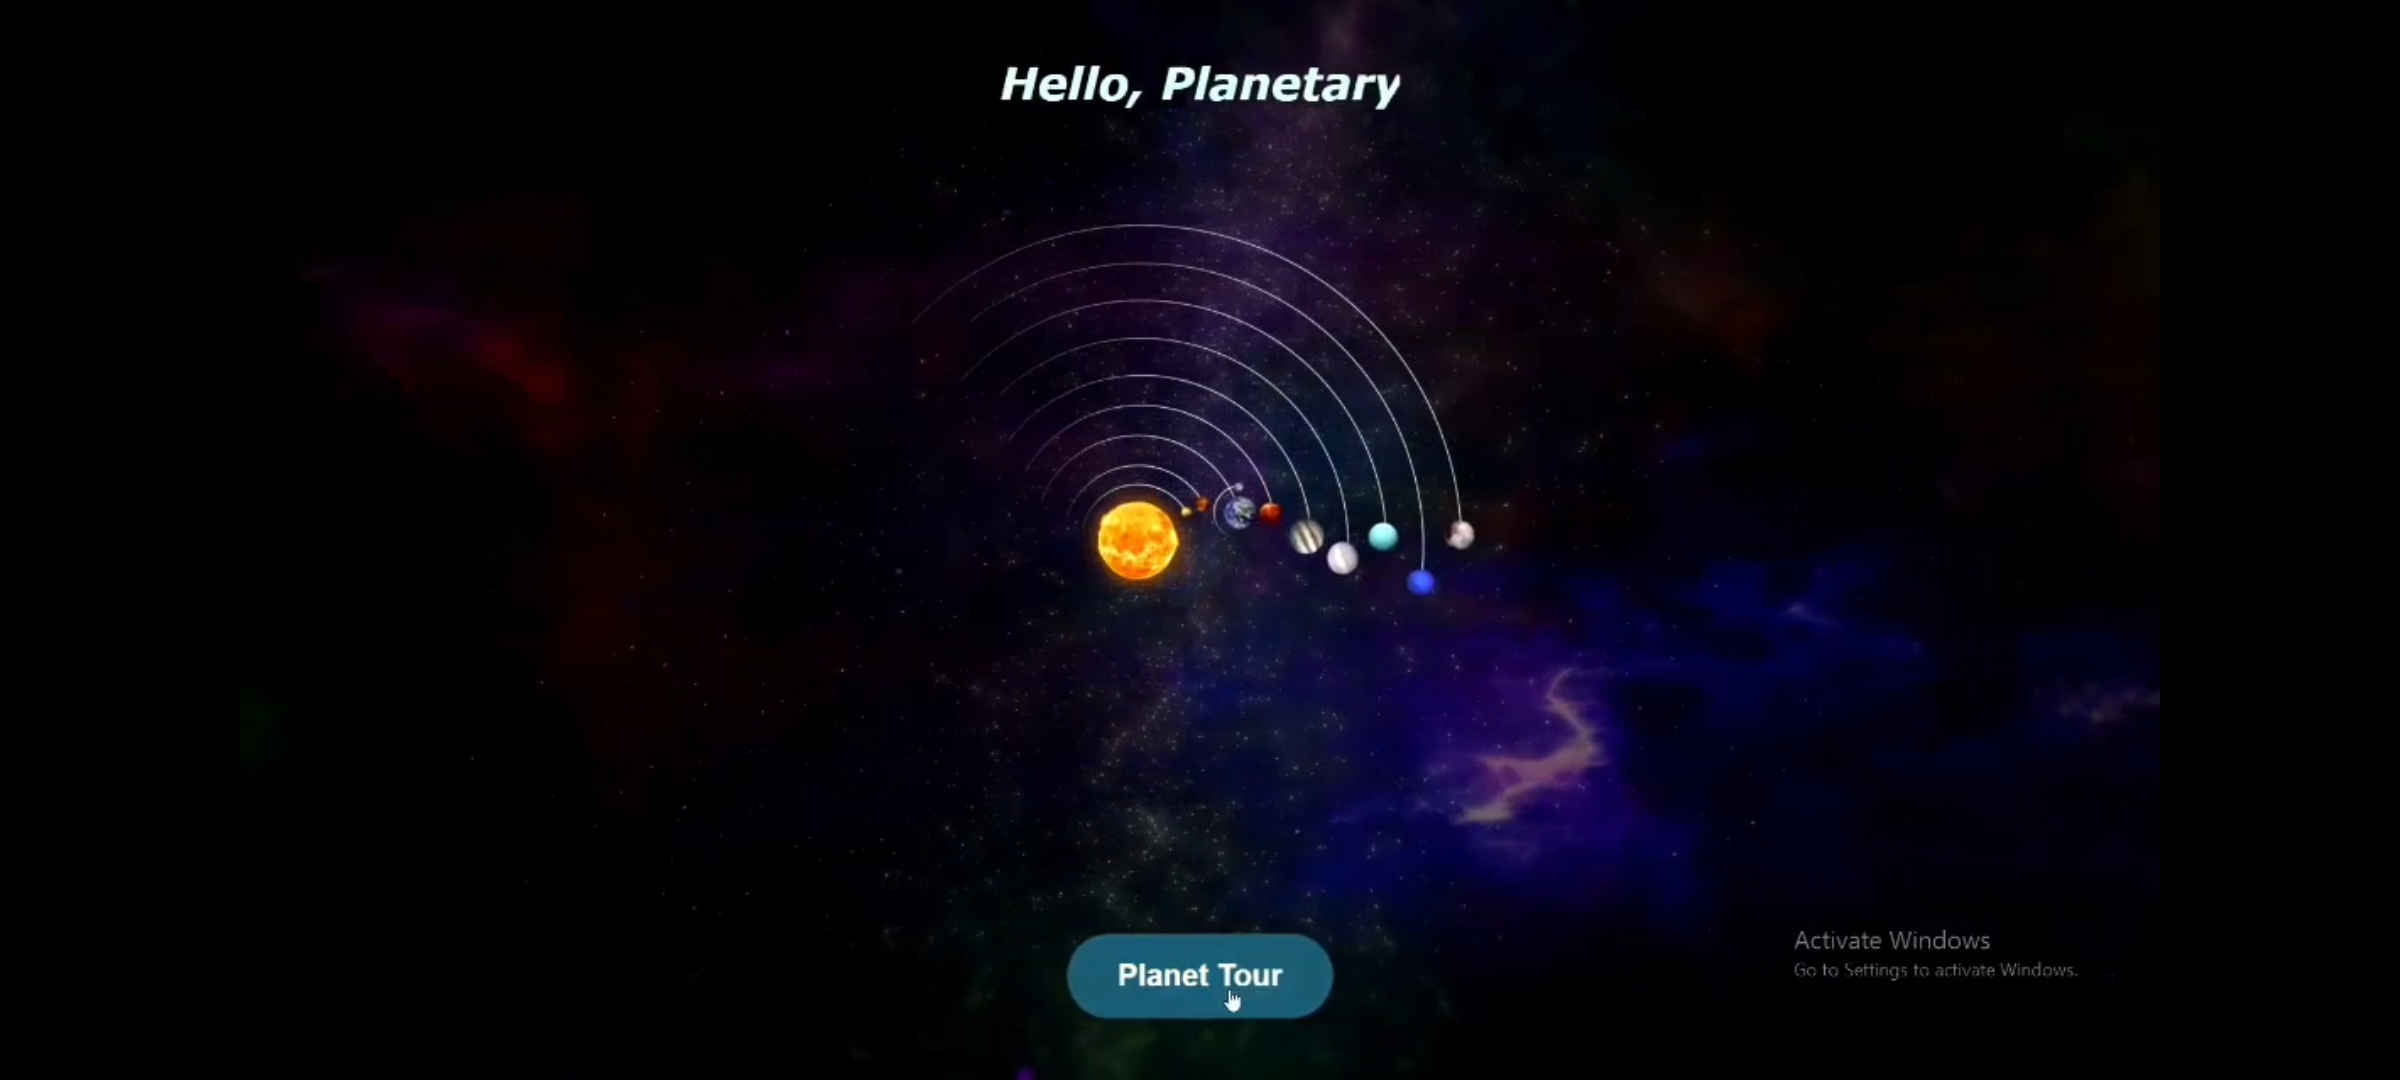 Hello, Planetary
Planet Tour
Activate Windows
Go to Settings to activate Windows.